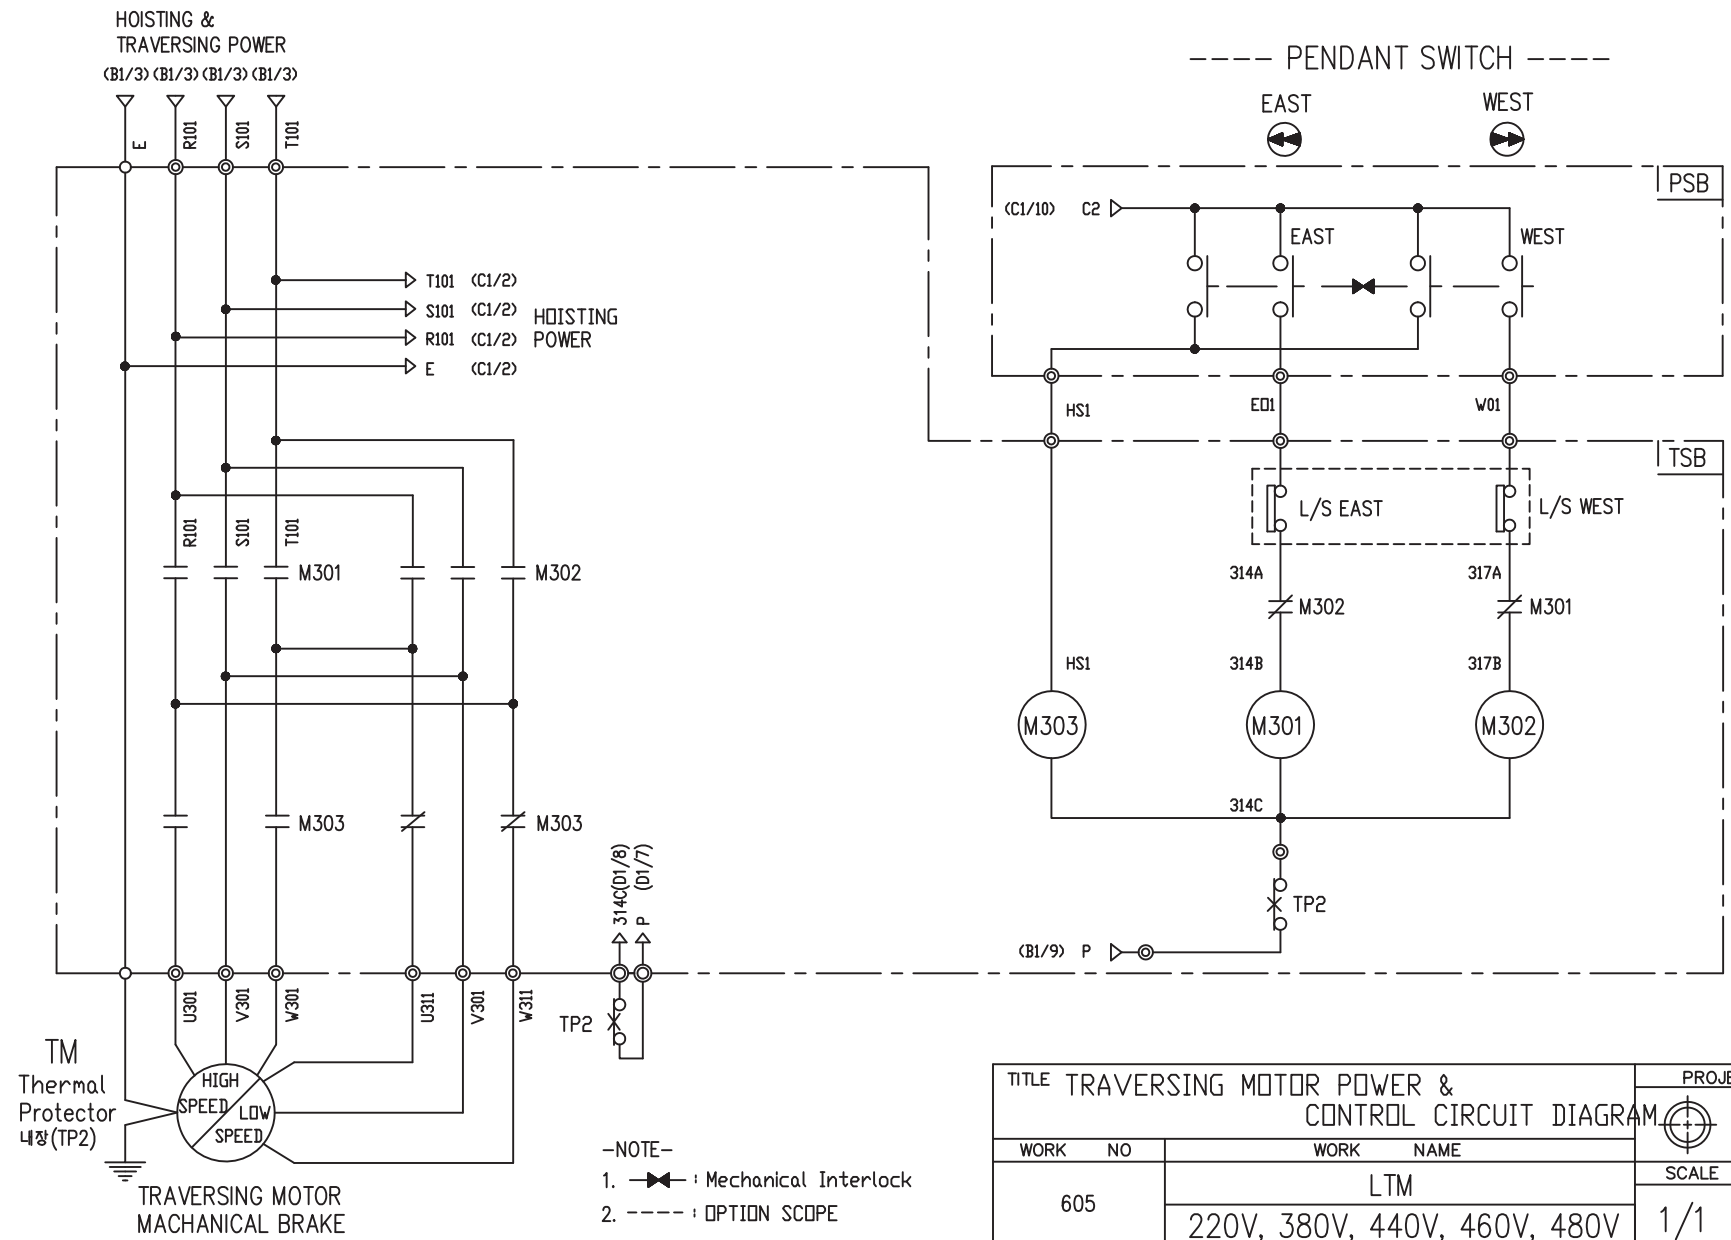 HOISTING &
TRAVERSING POWER
(B1/3) (B1/3) (B1/3) (B1/3)
E
R101
S101
T101
T101 (C1/2)
S101 (C1/2)
R101 (C1/2)
E (C1/2)
HOISTING
POWER
R101
S101
T101
M301
M302
M303
M303
314C(D1/8)
P (D1/7)
U301
V301
W301
U311
V301
W311
TP2
TM
Thermal
Protector
내장(TP2)
HIGH
SPEED
LOW
SPEED
TRAVERSING MOTOR
MACHANICAL BRAKE
-NOTE-
1. : Mechanical Interlock
2. ---- : OPTION SCOPE
---- PENDANT SWITCH ----
EAST
WEST
PSB
(C1/10) C2
EAST
WEST
HS1
E01
W01
TSB
L/S EAST
L/S WEST
314A
317A
M302
M301
HS1
314B
317B
M303
M301
M302
314C
TP2
(B1/9) P
TITLE TRAVERSING MOTOR POWER &
CONTROL CIRCUIT DIAGRAM
PROJE
WORK NO
WORK NAME
SCALE
605
LTM
220V, 380V, 440V, 460V, 480V
1/1